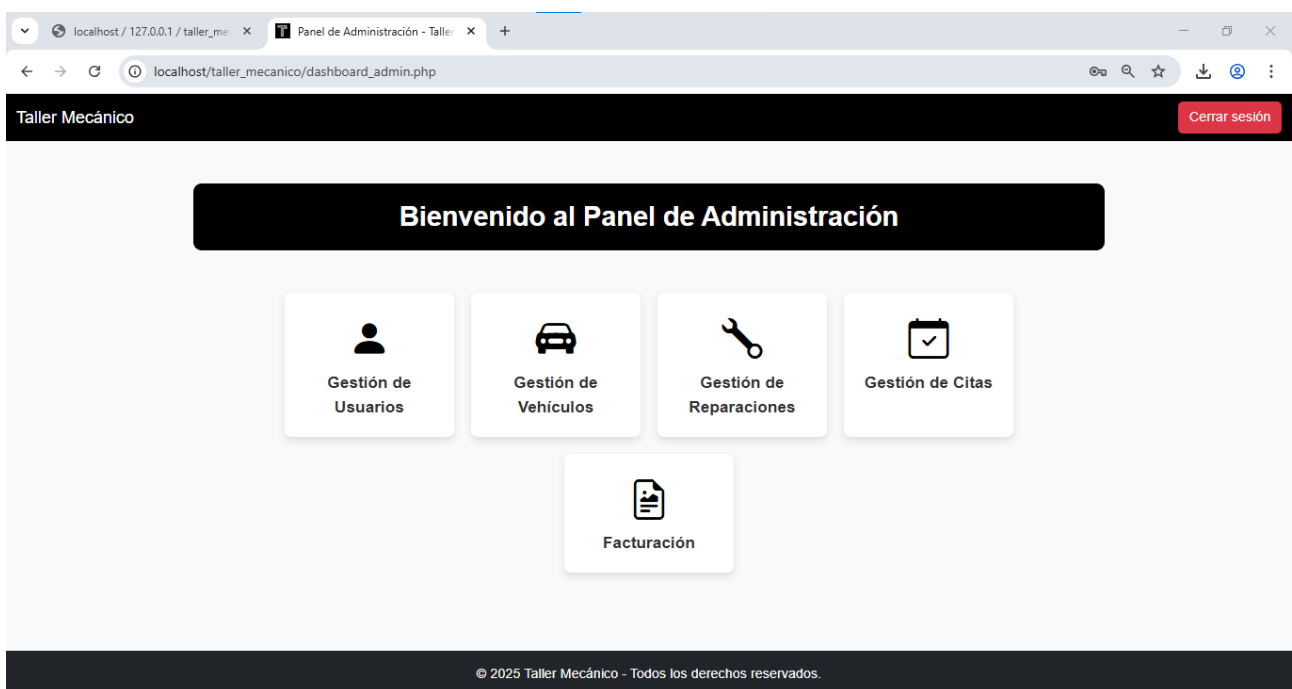 localhost / 127.0.0.1 / taller_me
Panel de Administración - Taller
localhost/taller_mecanico/dashboard_admin.php
Taller Mecánico
Cerrar sesión
Bienvenido al Panel de Administración
Gestión de
Usuarios
Gestión de
Vehículos
Gestión de
Reparaciones
Gestión de Citas
Facturación
© 2025 Taller Mecánico - Todos los derechos reservados.